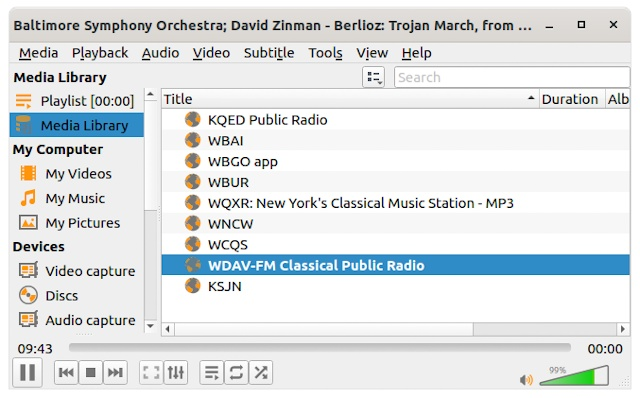 Baltimore Symphony Orchestra; David Zinman - Berlioz: Trojan March, from ...
Media Playback Audio Video Subtitle Tools View Help
Media Library
Search
Playlist [00:00]
Media Library
My Computer
My Videos
My Music
My Pictures
Devices
Video capture
Discs
Audio capture
Title Duration Alb
KQED Public Radio
WBAI
WBGO app
WBUR
WQXR: New York's Classical Music Station - MP3
WNCW
WCQS
WDAV-FM Classical Public Radio
KSJN
09:43 00:00
99%